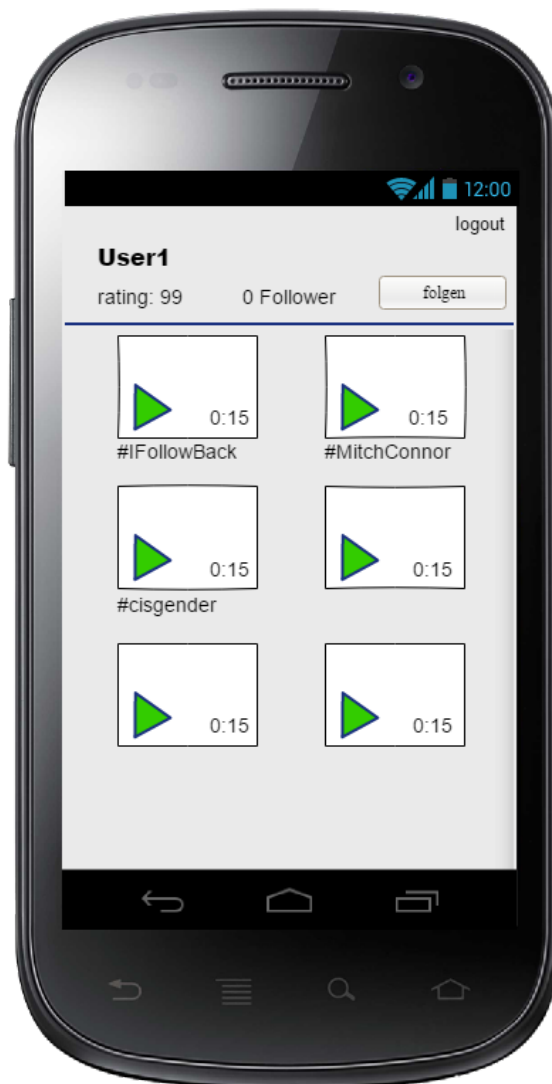 12:00
logout
User1
rating: 99 0 Follower folgen
0:15 0:15
#IFollowBack #MitchConnor
0:15 0:15
#cisgender
0:15 0:15